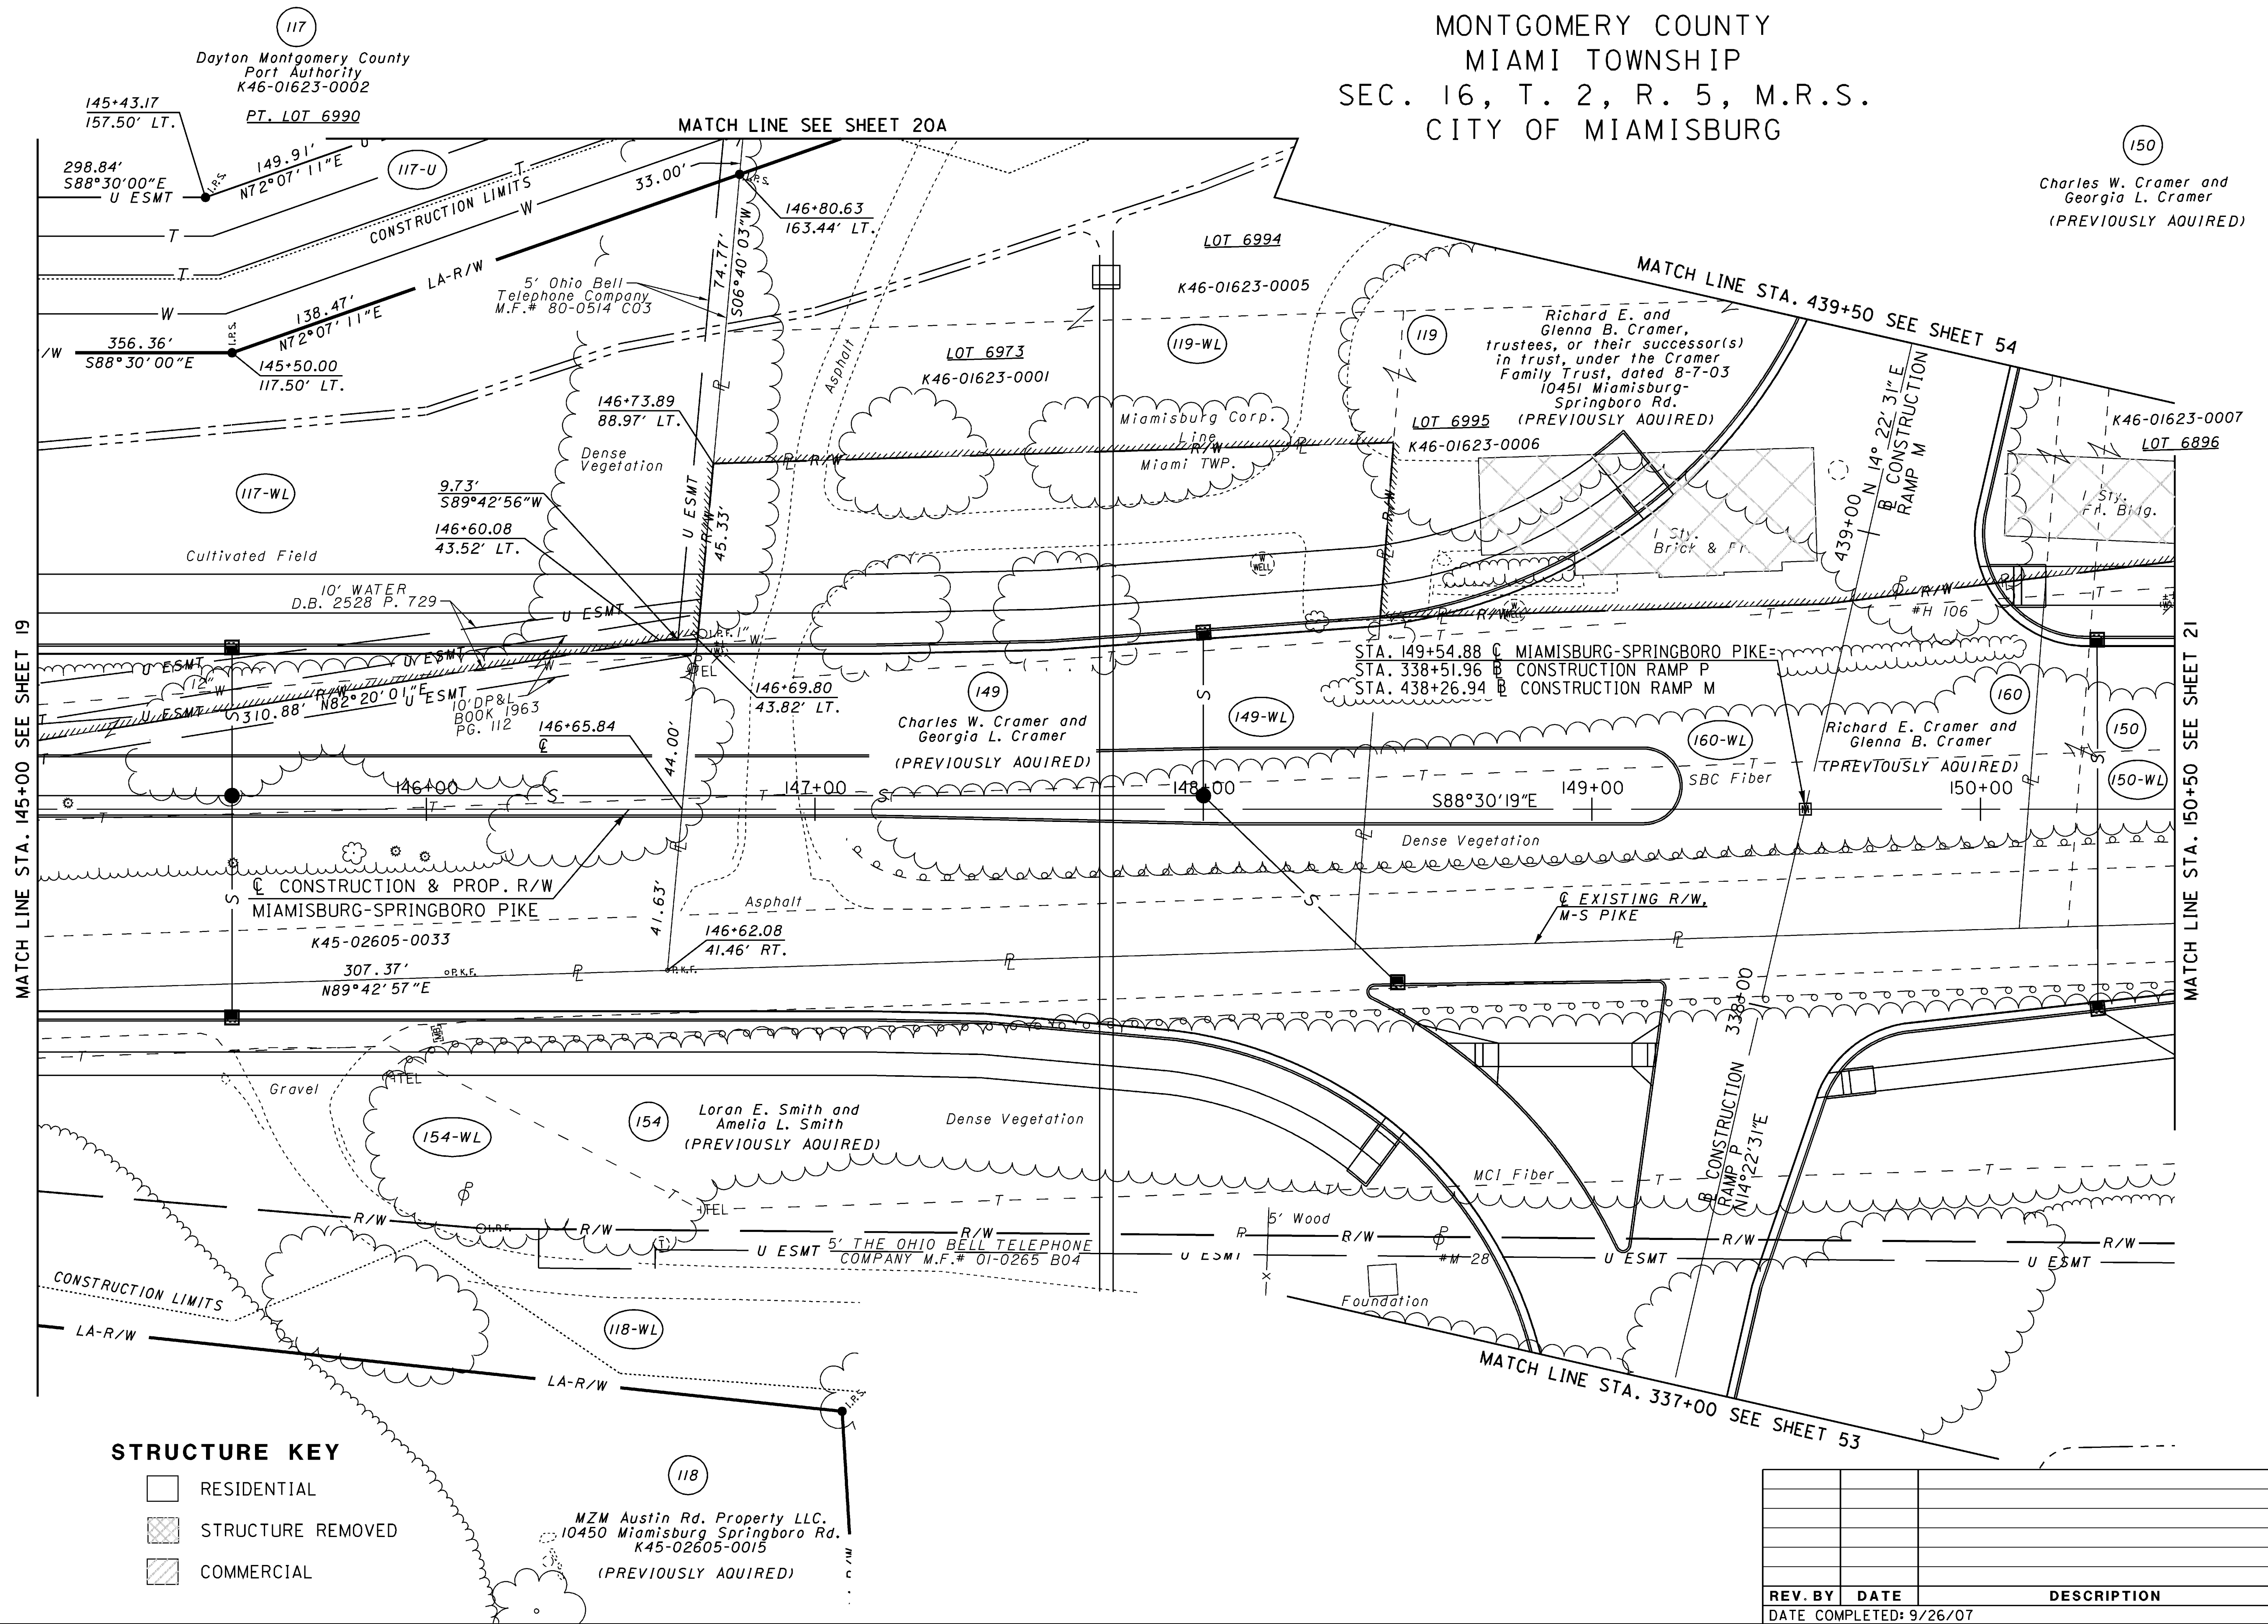 MONTGOMERY COUNTY
MIAMI TOWNSHIP
SEC. 16, T. 2, R. 5, M.R.S.
CITY OF MIAMISBURG
117
Dayton Montgomery County
Port Authority
K46-01623-0002
PT. LOT 6990
145+43.17
157.50' LT.
298.84'
S88°30'00"E
U ESMT
I.P.S.
149.91'
N72°07'11"E
U
117-U
MATCH LINE SEE SHEET 20A
T
T
T
CONSTRUCTION LIMITS
W
W
33.00'
I.P.S.
146+80.63
163.44' LT.
LA-R/W
138.47'
N72°07'11"E
/W
356.36'
S88°30'00"E
I.P.S.
145+50.00
117.50' LT.
5' Ohio Bell
Telephone Company
M.F.# 80-0514 C03
74.77'
S06°40'03"W
150
Charles W. Cramer and
Georgia L. Cramer
(PREVIOUSLY AQUIRED)
LOT 6994
K46-01623-0005
119-WL
LOT 6973
K46-01623-0001
Asphalt
119
Richard E. and
Glenna B. Cramer,
trustees, or their successor(s)
in trust, under the Cramer
Family Trust, dated 8-7-03
10451 Miamisburg-
Springboro Rd.
(PREVIOUSLY AQUIRED)
LOT 6995
K46-01623-0006
MATCH LINE STA. 439+50 SEE SHEET 54
N 14° 22' 31" E
B CONSTRUCTION
RAMP M
439+00
K46-01623-0007
LOT 6896
1 Sty.
Fr. Bldg.
1 Sty.
Brick & Fr.
Miamisburg Corp.
Line
Miami TWP.
R/W
R/W
R/W
146+73.89
88.97' LT.
Dense
Vegetation
9.73'
S89°42'56"W
146+60.08
43.52' LT.
U ESMT
R/W
45.33'
117-WL
Cultivated Field
10' WATER
D.B. 2528 P. 729
U ESMT
U ESMT
U ESMT
U ESMT
U ESMT
12"
W
R/W
310.88'
N82°20'01"E
10' DP&L
BOOK 1963
PG. 112
I.P.F. 1"
TEL
W
WELL
W
WELL
R/W
R/W
#H 106
146+69.80
43.82' LT.
146+65.84
CL
44.00'
149
Charles W. Cramer and
Georgia L. Cramer
(PREVIOUSLY AQUIRED)
149-WL
STA. 149+54.88 CL MIAMISBURG-SPRINGBORO PIKE=
STA. 338+51.96 BL CONSTRUCTION RAMP P
STA. 438+26.94 BL CONSTRUCTION RAMP M
160
160-WL
Richard E. Cramer and
Glenna B. Cramer
(PREVIOUSLY AQUIRED)
150
150-WL
SBC Fiber
MATCH LINE STA. 145+00 SEE SHEET 19
MATCH LINE STA. 150+50 SEE SHEET 21
146+00
147+00
148+00
149+00
150+00
S88°30'19"E
Dense Vegetation
S
S
S
S
S
CL CONSTRUCTION & PROP. R/W
MIAMISBURG-SPRINGBORO PIKE
Asphalt
41.63'
K45-02605-0033
307.37'
N89°42'57"E
P.K.F.
P.K.F.
146+62.08
41.46' RT.
CL EXISTING R/W,
M-S PIKE
338+00
B CONSTRUCTION
RAMP P
N14°22'31"E
Gravel
TEL
154-WL
154
Loran E. Smith and
Amelia L. Smith
(PREVIOUSLY AQUIRED)
Dense Vegetation
MCI Fiber
TEL
R/W
I.P.F.
R/W
R/W
R/W
R/W
R/W
5' Wood
U ESMT
5' THE OHIO BELL TELEPHONE
COMPANY M.F.# 01-0265 B04
U ESMT
#M 28
U ESMT
U ESMT
Foundation
CONSTRUCTION LIMITS
LA-R/W
LA-R/W
118-WL
I.P.S.
MATCH LINE STA. 337+00 SEE SHEET 53
STRUCTURE KEY
RESIDENTIAL
STRUCTURE REMOVED
COMMERCIAL
118
MZM Austin Rd. Property LLC.
10450 Miamisburg Springboro Rd.
K45-02605-0015
(PREVIOUSLY AQUIRED)
REV. BY DATE DESCRIPTION
DATE COMPLETED: 9/26/07